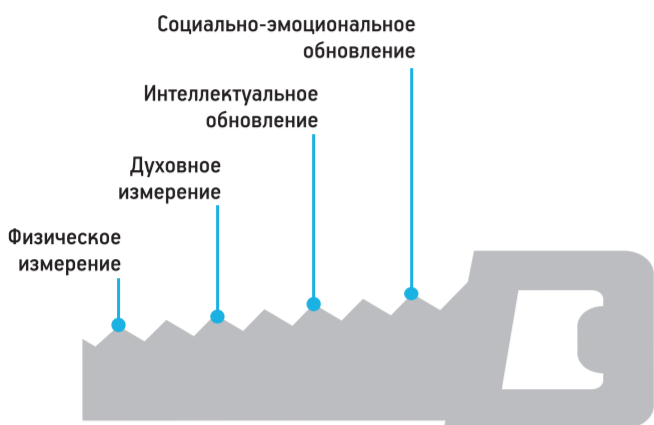 Социально-эмоциональное
обновление
Интеллектуальное
обновление
Духовное
измерение
Физическое
измерение